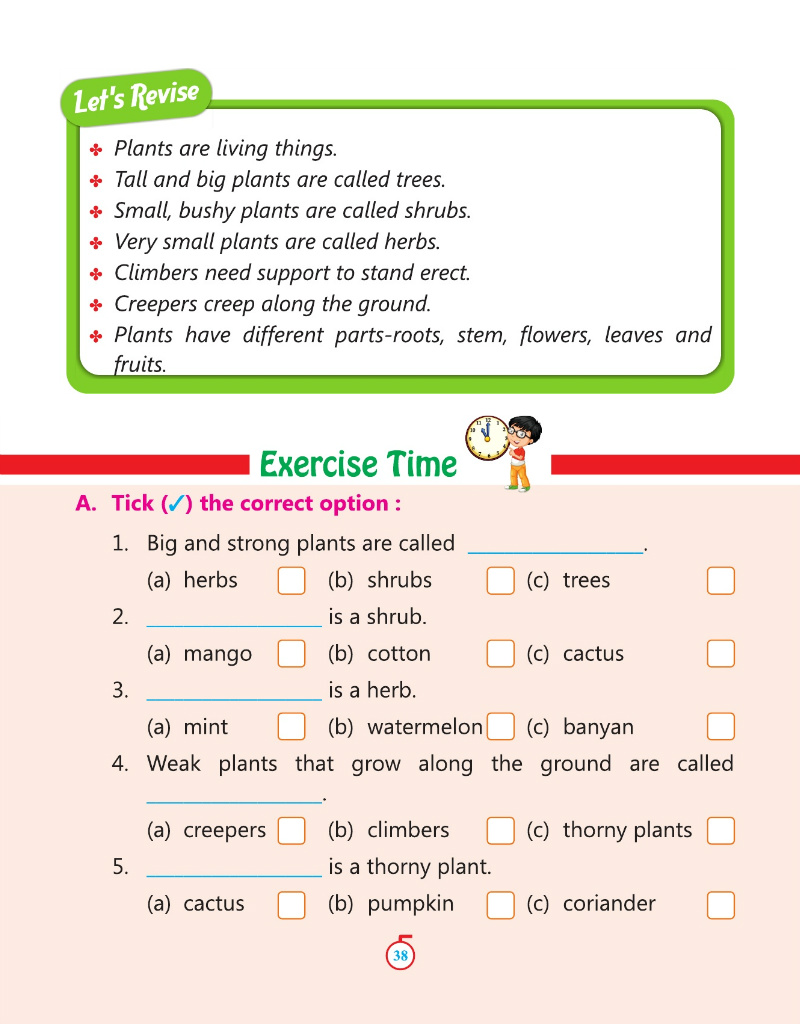 Let's Revise
✤ Plants are living things.
✤ Tall and big plants are called trees.
✤ Small, bushy plants are called shrubs.
✤ Very small plants are called herbs.
✤ Climbers need support to stand erect.
✤ Creepers creep along the ground.
✤ Plants have different parts-roots, stem, flowers, leaves and
fruits.
Exercise Time
A. Tick (✓) the correct option :
1. Big and strong plants are called ________________.
(a) herbs (b) shrubs (c) trees
2. ________________ is a shrub.
(a) mango (b) cotton (c) cactus
3. ________________ is a herb.
(a) mint (b) watermelon (c) banyan
4. Weak plants that grow along the ground are called
________________.
(a) creepers (b) climbers (c) thorny plants
5. ________________ is a thorny plant.
(a) cactus (b) pumpkin (c) coriander
38